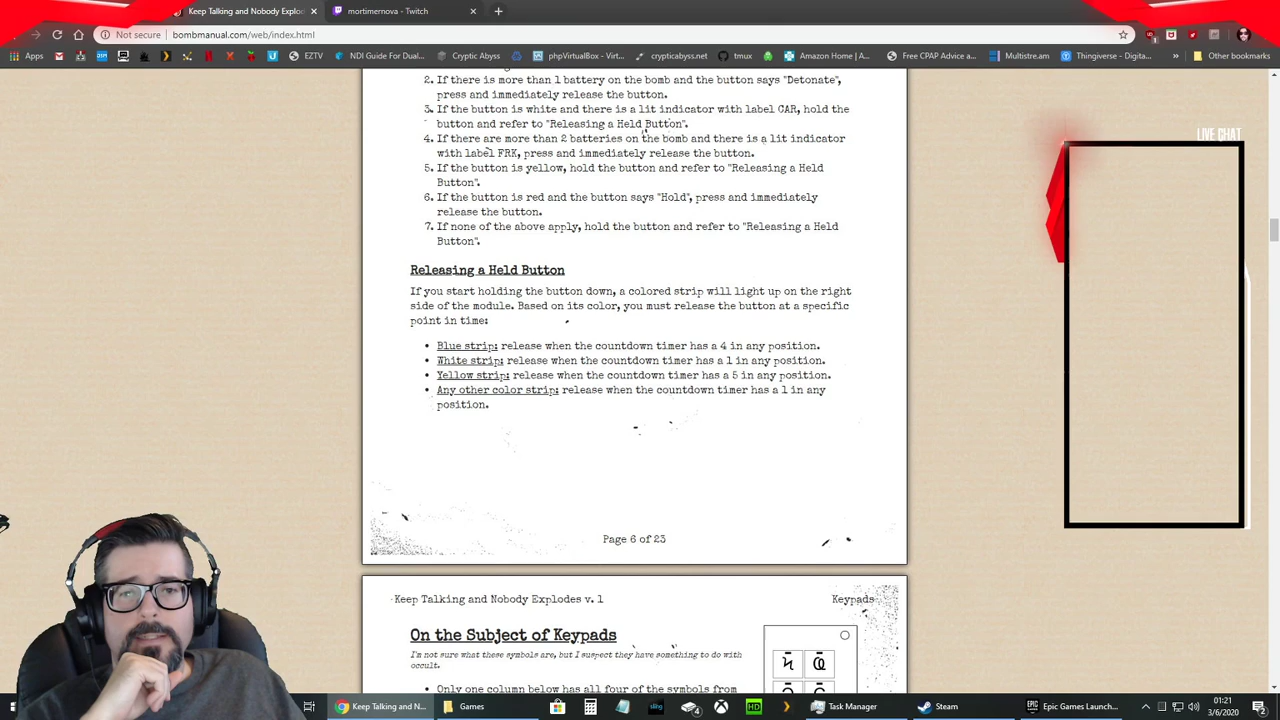 Keep Talking and Nobody Explod
mortimernova - Twitch
Not secure
bombmanual.com/web/index.html
Apps
EZTV
NDI Guide For Dual...
Cryptic Abyss
phpVirtualBox - Virt...
crypticabyss.net
tmux
Amazon Home | A...
Free CPAP Advice a...
Multistre.am
Thingiverse - Digita...
Other bookmarks
2. If there is more than 1 battery on the bomb and the button says "Detonate",
press and immediately release the button.
3. If the button is white and there is a lit indicator with label CAR, hold the
button and refer to "Releasing a Held Button".
4. If there are more than 2 batteries on the bomb and there is a lit indicator
with label FRK, press and immediately release the button.
5. If the button is yellow, hold the button and refer to "Releasing a Held
Button".
6. If the button is red and the button says "Hold", press and immediately
release the button.
7. If none of the above apply, hold the button and refer to "Releasing a Held
Button".
LIVE CHAT
Releasing a Held Button
If you start holding the button down, a colored strip will light up on the right
side of the module. Based on its color, you must release the button at a specific
point in time:
• Blue strip: release when the countdown timer has a 4 in any position.
• White strip: release when the countdown timer has a 1 in any position.
• Yellow strip: release when the countdown timer has a 5 in any position.
• Any other color strip: release when the countdown timer has a 1 in any
position.
Page 6 of 23
Keep Talking and Nobody Explodes v. 1
Keypads
On the Subject of Keypads
I'm not sure what these symbols are, but I suspect they have something to do with
occult.
• Only one column below has all four of the symbols from
Keep Talking and N...
Games
Task Manager
Steam
Epic Games Launch...
01:21
3/6/2020